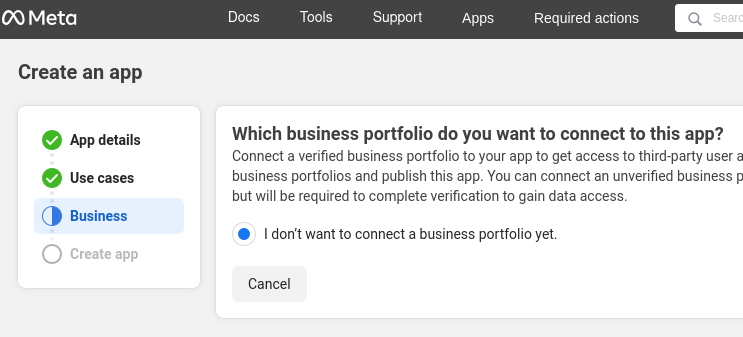 Meta Docs Tools Support Apps Required actions Searc
Create an app
App details
Use cases
Business
Create app
Which business portfolio do you want to connect to this app?
Connect a verified business portfolio to your app to get access to third-party user a
business portfolios and publish this app. You can connect an unverified business p
but will be required to complete verification to gain data access.
I don’t want to connect a business portfolio yet.
Cancel